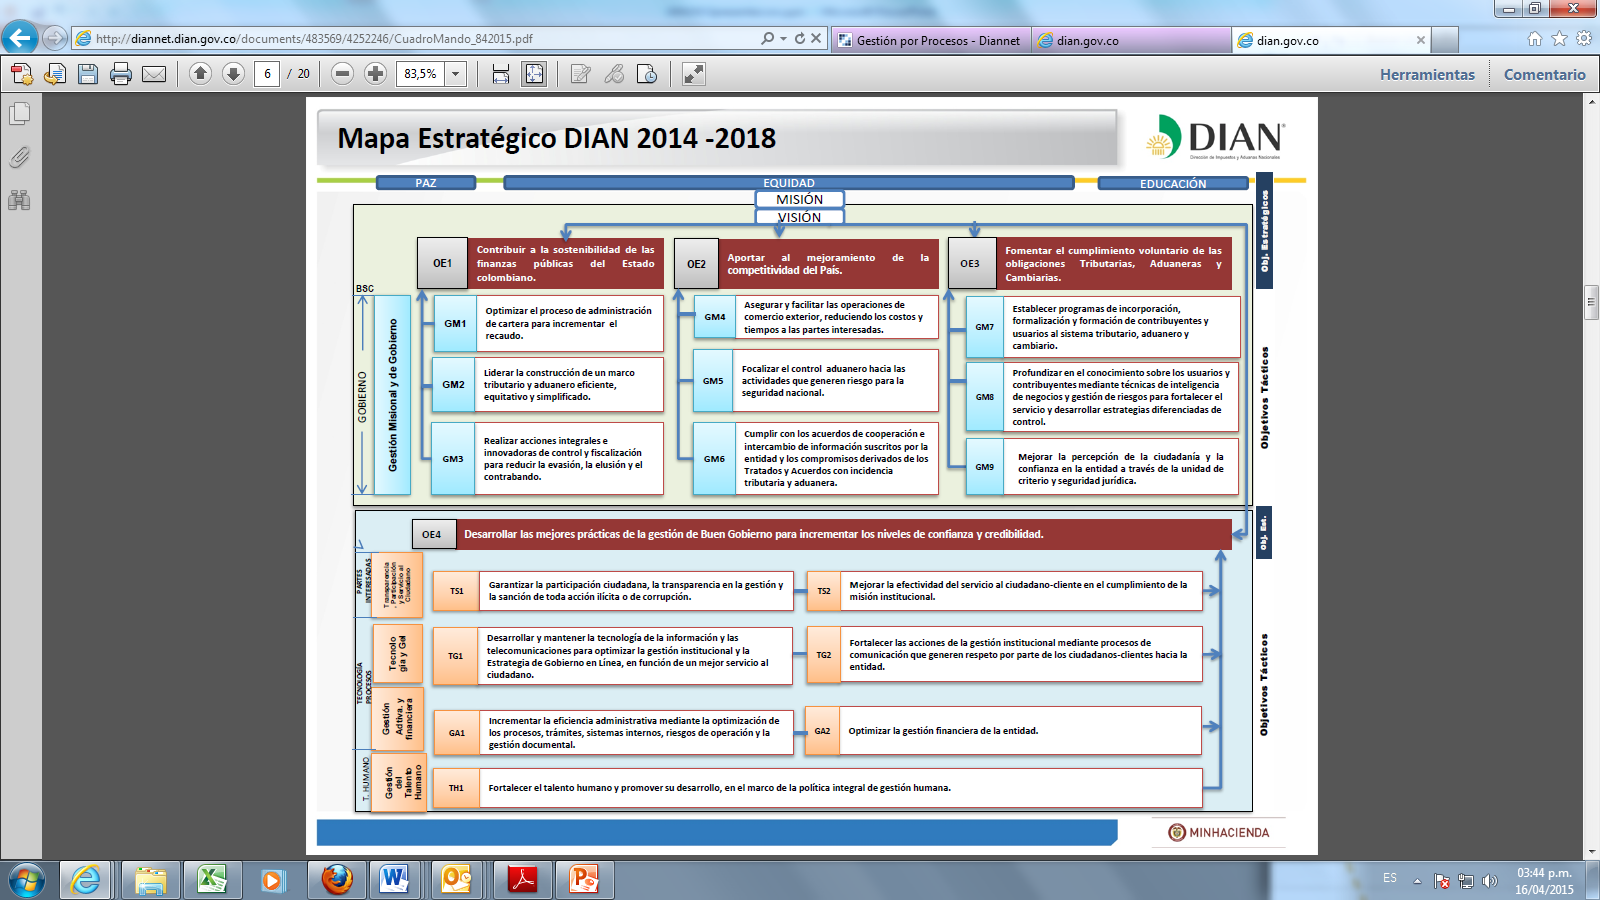 http://diannet.dian.gov.co/documents/483569/4252246/CuadroMando_842015.pdf
Gestión por Procesos - Diannet
dian.gov.co
dian.gov.co
6 / 20
83,5%
Herramientas
Comentario
Mapa Estratégico DIAN 2014 -2018
DIAN
Dirección de Impuestos y Aduanas Nacionales
PAZ
EQUIDAD
EDUCACIÓN
MISIÓN
VISIÓN
Obj. Estratégicos
OE1
Contribuir a la sostenibilidad de las
finanzas públicas del Estado
colombiano.
OE2
Aportar al mejoramiento de la
competitividad del País.
OE3
Fomentar el cumplimiento voluntario de las
obligaciones Tributarias, Aduaneras y
Cambiarias.
BSC
GOBIERNO
Gestión Misional y de Gobierno
GM1
Optimizar el proceso de administración
de cartera para incrementar el
recaudo.
GM2
Liderar la construcción de un marco
tributario y aduanero eficiente,
equitativo y simplificado.
GM3
Realizar acciones integrales e
innovadoras de control y fiscalización
para reducir la evasión, la elusión y el
contrabando.
GM4
Asegurar y facilitar las operaciones de
comercio exterior, reduciendo los costos y
tiempos a las partes interesadas.
GM5
Focalizar el control aduanero hacia las
actividades que generen riesgo para la
seguridad nacional.
GM6
Cumplir con los acuerdos de cooperación e
intercambio de información suscritos por la
entidad y los compromisos derivados de los
Tratados y Acuerdos con incidencia
tributaria y aduanera.
GM7
Establecer programas de incorporación,
formalización y formación de contribuyentes y
usuarios al sistema tributario, aduanero y
cambiario.
GM8
Profundizar en el conocimiento sobre los usuarios y
contribuyentes mediante técnicas de inteligencia
de negocios y gestión de riesgos para fortalecer el
servicio y desarrollar estrategias diferenciadas de
control.
GM9
Mejorar la percepción de la ciudadanía y la
confianza en la entidad a través de la unidad de
criterio y seguridad jurídica.
Objetivos Tácticos
OE4
Desarrollar las mejores prácticas de la gestión de Buen Gobierno para incrementar los niveles de confianza y credibilidad.
Obj. Est.
PARTES
INTERESADAS
Transparencia
, Participación
y Servicio al
Ciudadano
TS1
Garantizar la participación ciudadana, la transparencia en la gestión y
la sanción de toda acción ilícita o de corrupción.
TS2
Mejorar la efectividad del servicio al ciudadano-cliente en el cumplimiento de la
misión institucional.
TECNOLOGÍA
PROCESOS
Tecnolo
gía y Gel
TG1
Desarrollar y mantener la tecnología de la información y las
telecomunicaciones para optimizar la gestión institucional y la
Estrategia de Gobierno en Línea, en función de un mejor servicio al
ciudadano.
TG2
Fortalecer las acciones de la gestión institucional mediante procesos de
comunicación que generen respeto por parte de los ciudadanos-clientes hacia la
entidad.
Gestión
Adtiva. y
financiera
GA1
Incrementar la eficiencia administrativa mediante la optimización de
los procesos, trámites, sistemas internos, riesgos de operación y la
gestión documental.
GA2
Optimizar la gestión financiera de la entidad.
T. HUMANO
Gestión
del
Talento
Humano
TH1
Fortalecer el talento humano y promover su desarrollo, en el marco de la política integral de gestión humana.
Objetivos Tácticos
MINHACIENDA
ES
03:44 p.m.
16/04/2015